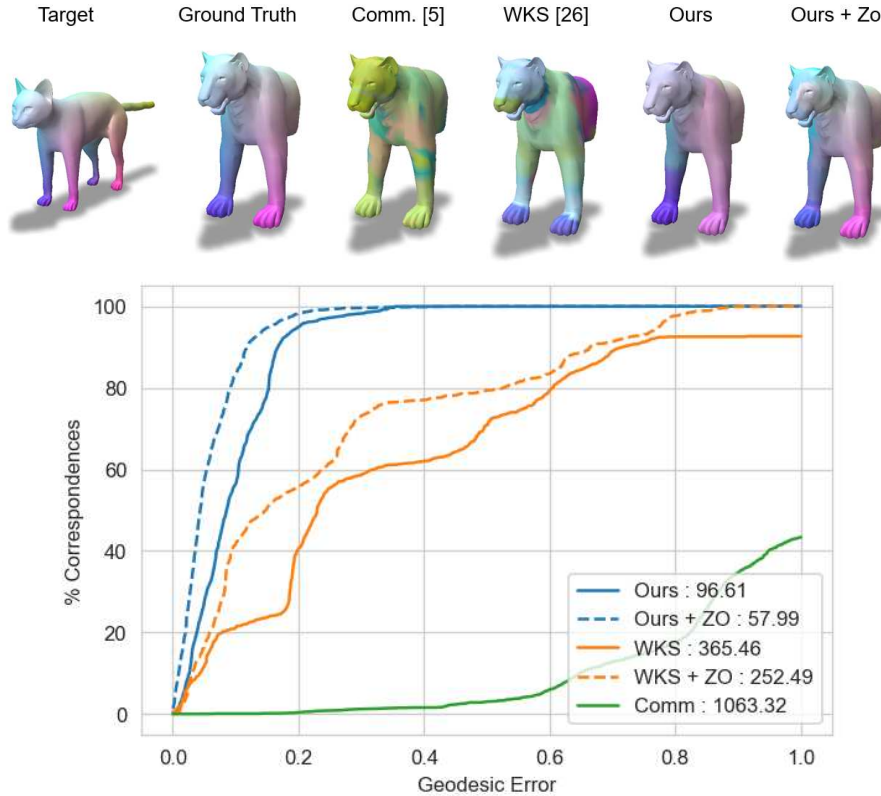 Target Ground Truth Comm. [5] WKS [26] Ours Ours + Zo
100
80
60
40
20
0
% Correspondences
Ours : 96.61
Ours + ZO : 57.99
WKS : 365.46
WKS + ZO : 252.49
Comm : 1063.32
0.0 0.2 0.4 0.6 0.8 1.0
Geodesic Error